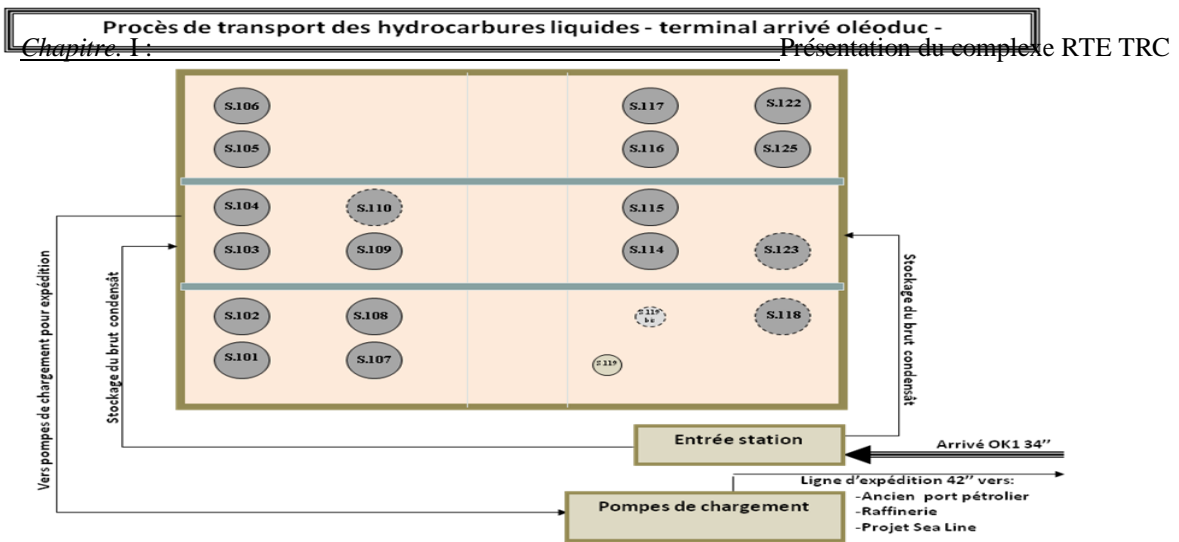 Procès de transport des hydrocarbures liquides - terminal arrivé oléoduc -
Chapitre. I : Présentation du complexe RTE TRC
S.106
S.117
S.122
S.105
S.116
S.125
S.104
S.110
S.115
S.103
S.109
S.114
S.123
S.102
S.108
S.119
S.118
S.101
S.107
S119
Vers pompes de chargement pour expédition
Stockage du brut condensât
Stockage du brut condensât
Entrée station
Arrivé OK1 34’’
Ligne d’expédition 42’’ vers:
-Ancien port pétrolier
-Raffinerie
-Projet Sea Line
Pompes de chargement